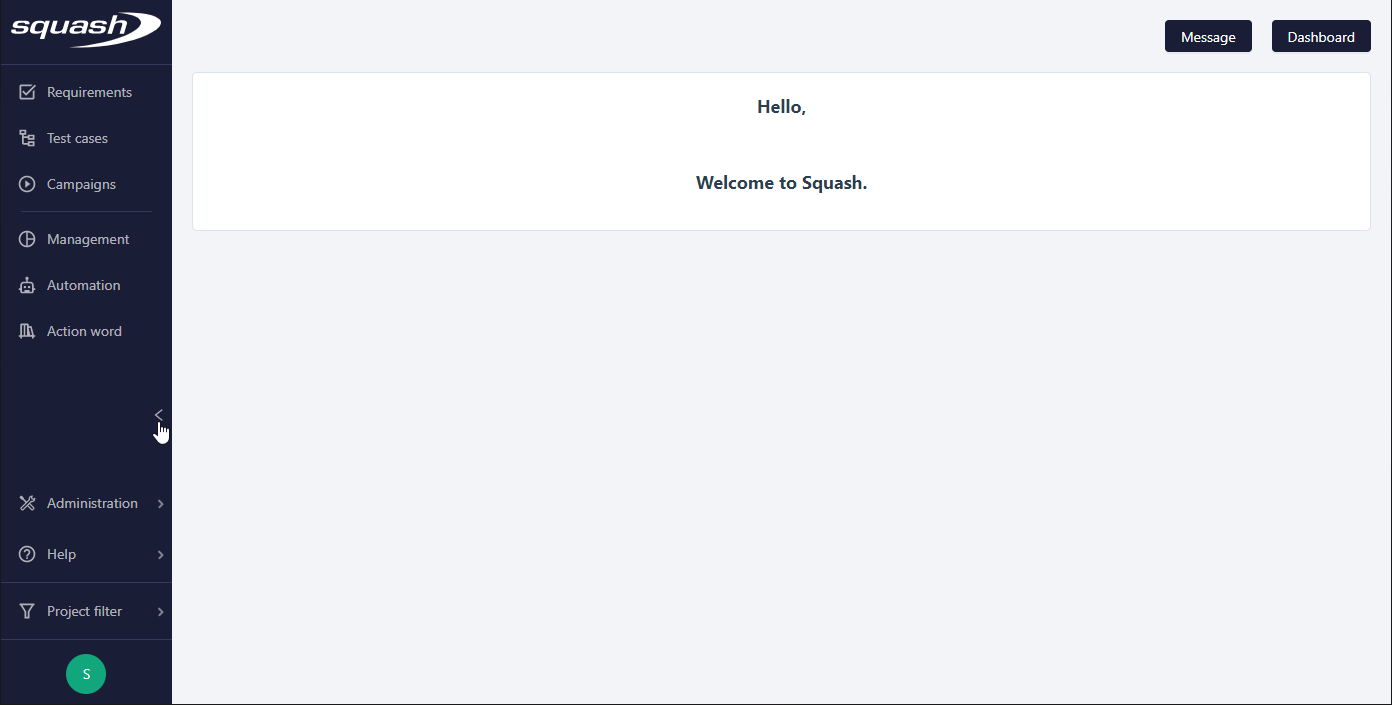 squash
Requirements
Test cases
Campaigns
Management
Automation
Action word
Administration
Help
Project filter
S
Message
Dashboard
Hello,
Welcome to Squash.